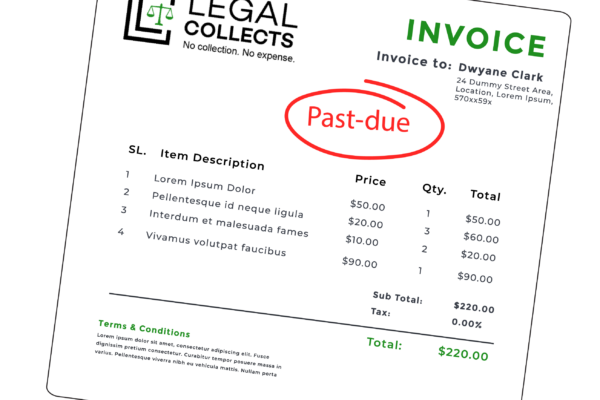 LEGAL
COLLECTS
No collection. No expense.
INVOICE
Invoice to: Dwyane Clark
24 Dummy Street Area,
Location, Lorem Ipsum,
570xx59x
Past-due
SL. Item Description Price Qty. Total
1 Lorem Ipsum Dolor $50.00 1 $50.00
2 Pellentesque id neque ligula $20.00 3 $60.00
3 Interdum et malesuada fames $10.00 2 $20.00
4 Vivamus volutpat faucibus $90.00 1 $90.00
Sub Total: $220.00
Tax: 0.00%
Total: $220.00
Terms & Conditions
Lorem ipsum dolor sit amet, consectetur adipiscing elit. Fusce
dignissim pretium consectetur. Curabitur tempor posuere massa in
varius. Pellentesque viverra nibh eu vehicula mattis. Nullam porta